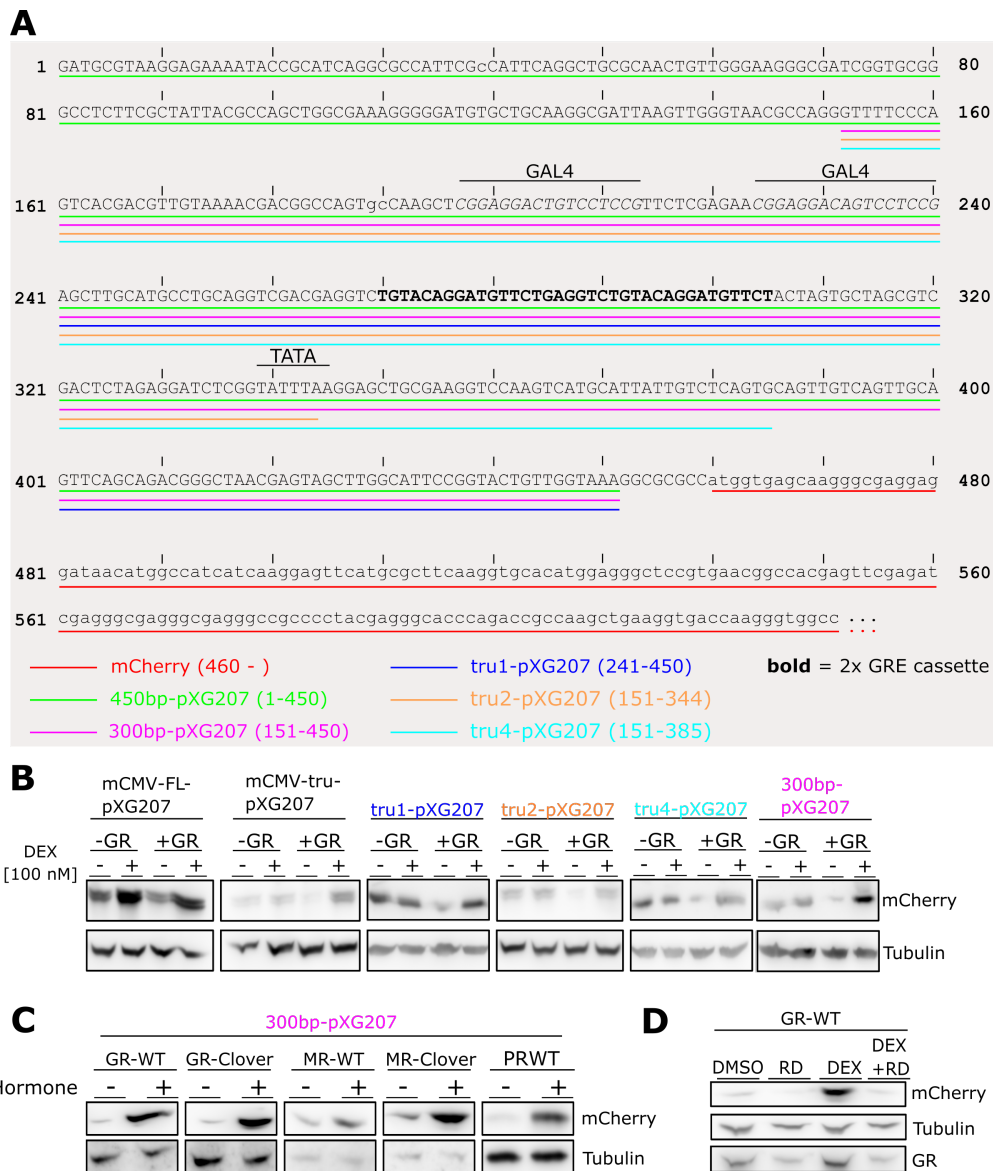 A
1 GATGCGTAAGGAGAAAATACCGCATCAGGCGCCATTCGcCATTCAGGCTGCGCAACTGTTGGGAAGGGCGATCGGTGCGG 80
81 GCCTCTTCGCTATTACGCCAGCTGGCGAAAGGGGGATGTGCTGCAAGGCGATTAAGTTGGGTAACGCCAGGGTTTTCCCA 160
GAL4 GAL4
161 GTCACGACGTTGTAAAACGACGGCCAGTgcCAAGCTCGGAGGACTGTCCTCCGTTCTCGAGAACGGAGGACAGTCCTCCG 240
241 AGCTTGCATGCCTGCAGGTCGACGAGGTCTGTACAGGATGTTCTGAGGTCTGTACAGGATGTTCTACTAGTGCTAGCGTC 320
TATA
321 GACTCTAGAGGATCTCGGTATTTAAGGAGCTGCGAAGGTCCAAGTCATGCATTATTGTCTCAGTGCAGTTGTCAGTTGCA 400
401 GTTCAGCAGACGGGCTAACGAGTAGCTTGGCATTCCGGTACTGTTGGTAAAGGCGCGCCatggtgagcaagggcgaggag 480
481 gataacatggccatcatcaaggagttcatgcgcttcaaggtgcacatggagggctccgtgaacggccacgagttcgagat 560
561 cgagggcgagggcgagggccgcccctacgagggcacccagaccgccaagctgaaggtgaccaagggtggcc ...
mCherry (460 - ) tru1-pXG207 (241-450) bold = 2x GRE cassette
450bp-pXG207 (1-450) tru2-pXG207 (151-344)
300bp-pXG207 (151-450) tru4-pXG207 (151-385)
B
mCMV-FL-pXG207 mCMV-tru-pXG207 tru1-pXG207 tru2-pXG207 tru4-pXG207 300bp-pXG207
-GR +GR -GR +GR -GR +GR -GR +GR -GR +GR -GR +GR
DEX [100 nM] - + - + - + - + - + - + - + - + - + - + - + - +
mCherry
Tubulin
C
300bp-pXG207
GR-WT GR-Clover MR-WT MR-Clover PRWT
Hormone - + - + - + - + - +
mCherry
Tubulin
D
GR-WT
DMSO RD DEX DEX +RD
mCherry
Tubulin
GR